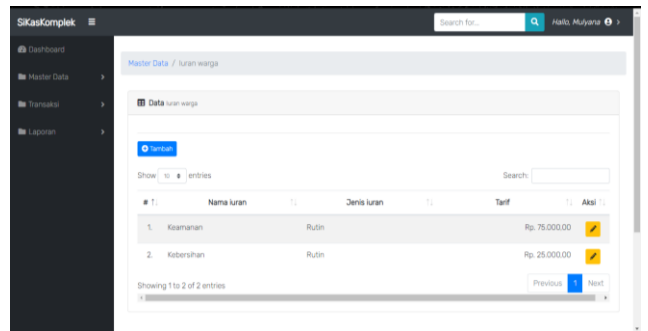 SiKasKomplek Search for... Hallo, Mulyana
Dashboard
Master Data
Transaksi
Laporan
Master Data / Iuran warga
Data Iuran warga
Tambah
Show 10 entries Search:
# Nama iuran Jenis iuran Tarif Aksi
1. Keamanan Rutin Rp. 75.000,00
2. Kebersihan Rutin Rp. 25.000,00
Showing 1 to 2 of 2 entries Previous 1 Next